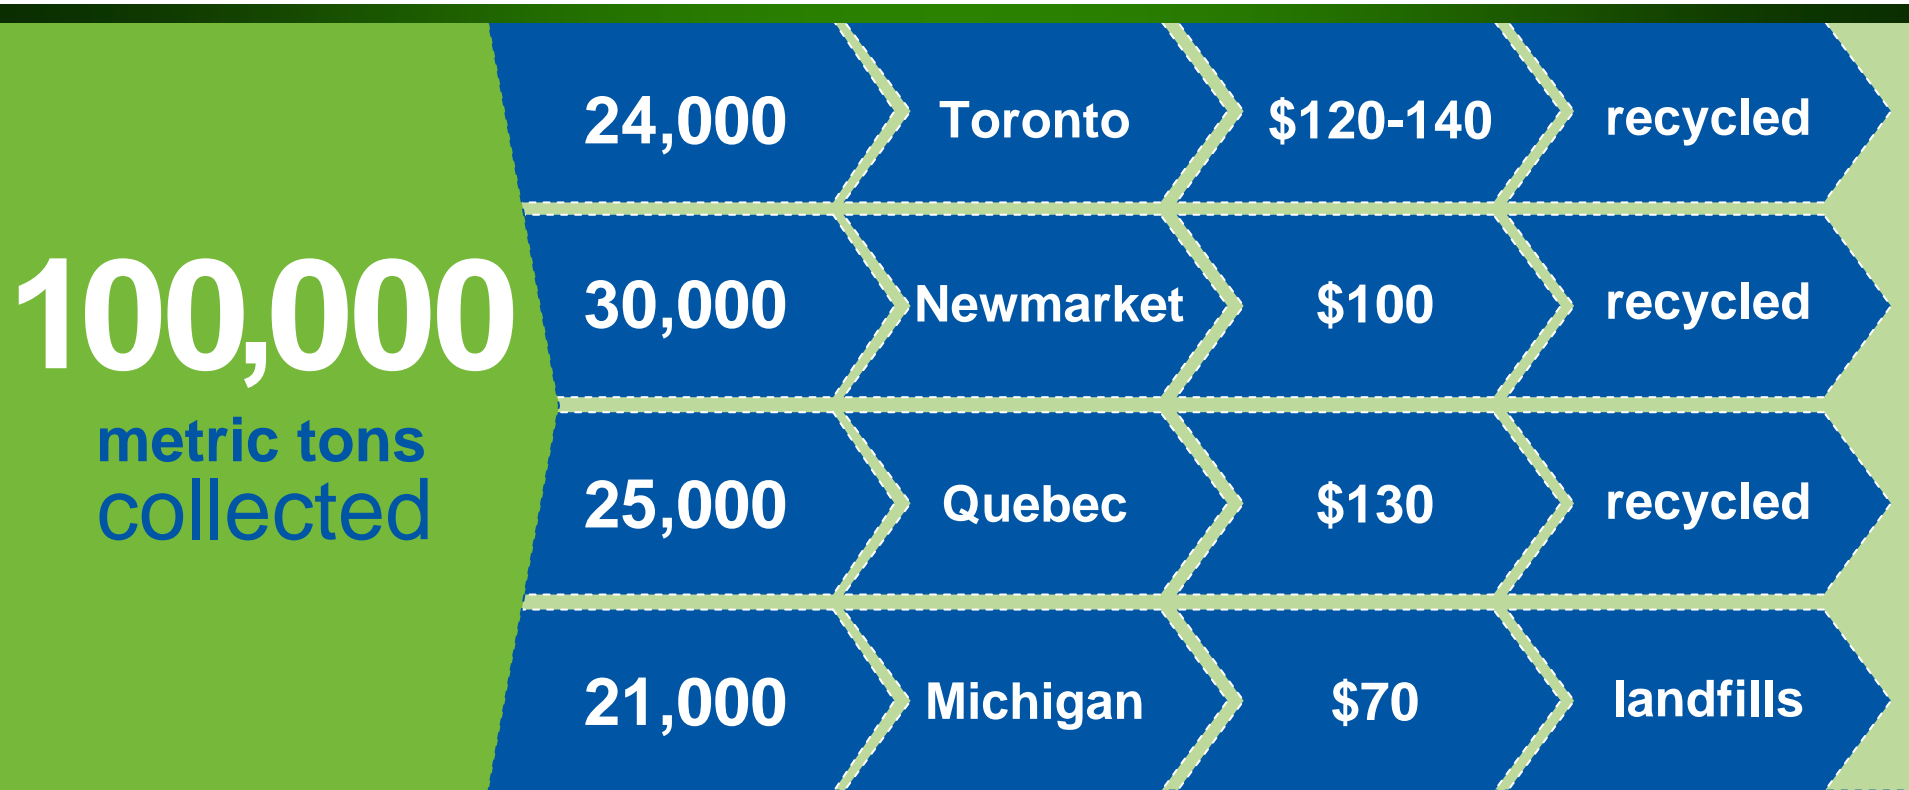 100,000
metric tons
collected
24,000 Toronto $120-140 recycled
30,000 Newmarket $100 recycled
25,000 Quebec $130 recycled
21,000 Michigan $70 landfills